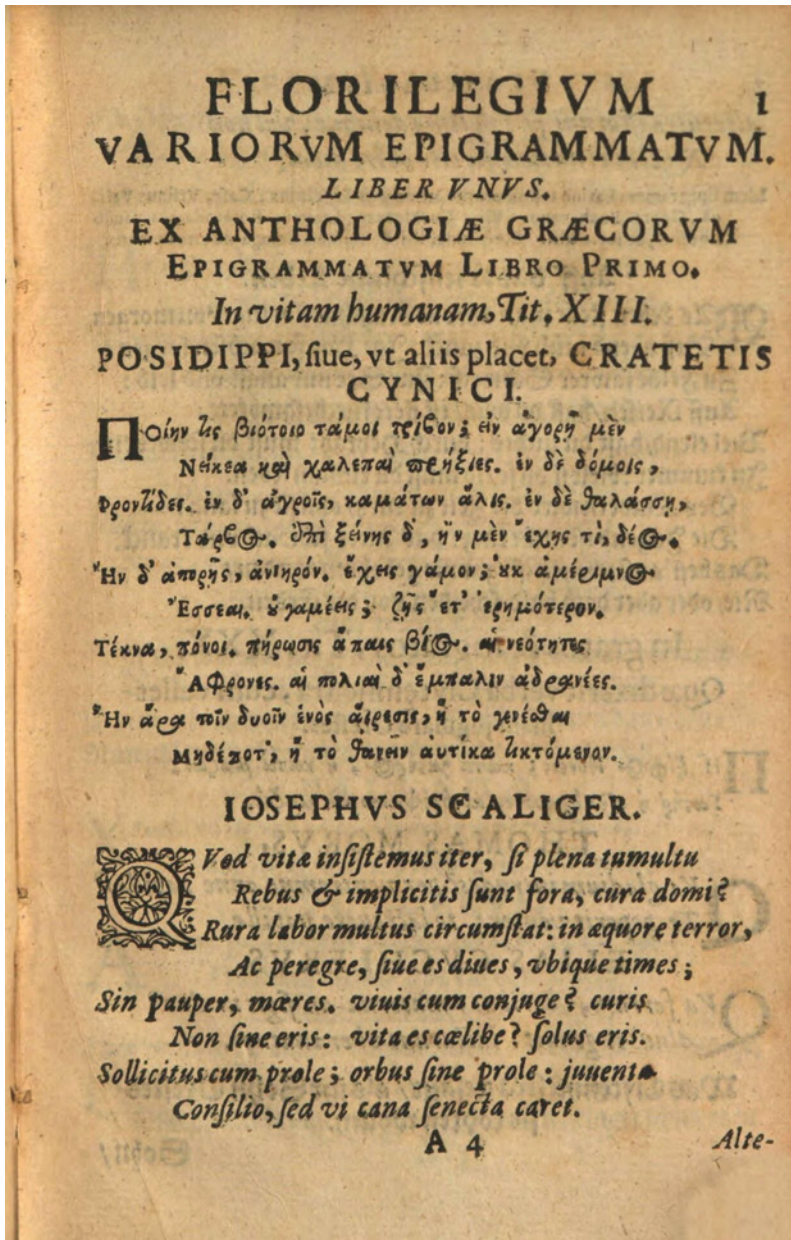 FLORILEGIVM 1
VARIORVM EPIGRAMMATVM.
LIBER VNVS.
EX ANTHOLOGIÆ GRÆCORVM
EPIGRAMMATVM LIBRO PRIMO.
In vitam humanam, Tit. XIII.
POSIDIPPI, ſiue, vt aliis placet, CRATETIS
CYNICI.
ΠΟίην τις βιότοιο τάμοι τρίβον; εἰν ἀγορῇ μὲν
Νείκεα καὶ χαλεπαὶ πρήξιες. ἐν δὲ δόμοις,
Φροντίδες. ἐν δ' ἀγροῖς, καμάτων ἅλις. ἐν δὲ θαλάσσῃ,
Τάρβος. ἐπὶ ξείνης δ', ἢν μὲν ἔχῃς τὶ, δέος.
Ἢν δ' ἀπορῇς, ἀνιηρόν. ἔχεις γάμον; οὐκ ἀμέριμνος
Ἔσσεαι. οὐ γαμέεις; ζῇς ἔτ' ἐρημότερον.
Τέκνα, πόνοι. πήρωσις ἄπαις βίος. αἱ νεότητες
Ἄφρονες. αἱ πολιαὶ δ' ἔμπαλιν ἀδρανέες.
Ἢν ἄρα τοῖν δυοῖν ἑνὸς αἵρεσις, ἢ τὸ γενέσθαι
Μηδέποτ', ἢ τὸ θανεῖν αὐτίκα τικτόμενον.
IOSEPHVS SCALIGER.
QVod vitæ inſiſtemus iter, ſi plena tumultu
Rebus & implicitis ſunt fora, cura domi?
Rura labor multus circumſtat: in æquore terror,
Ac peregre, ſiue es diues, vbique times;
Sin pauper, mæres. viuis cum conjuge? curis
Non ſine eris: vita es cœlibe? ſolus eris.
Sollicitus cum prole; orbus ſine prole: juuenta
Conſilio, ſed vi cana ſenecta caret.
A 4 Alte-